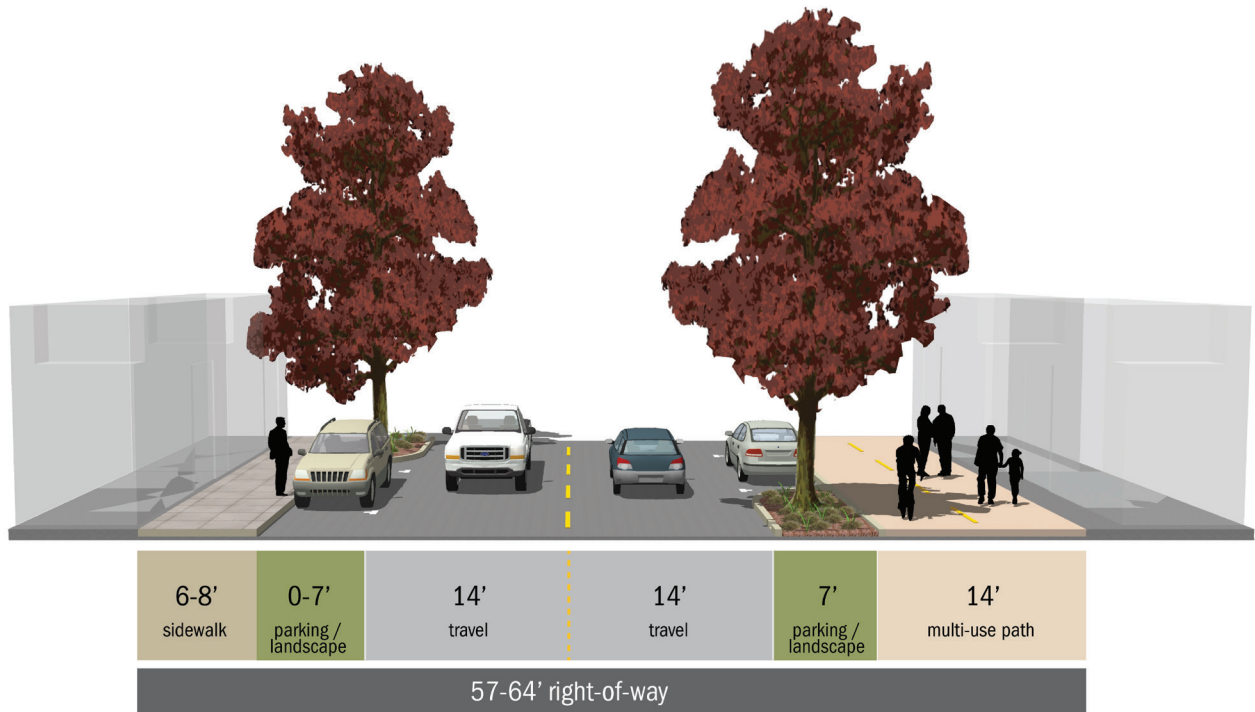 6-8’
sidewalk
0-7’
parking /
landscape
14’
travel
14’
travel
7’
parking /
landscape
14’
multi-use path
57-64’ right-of-way